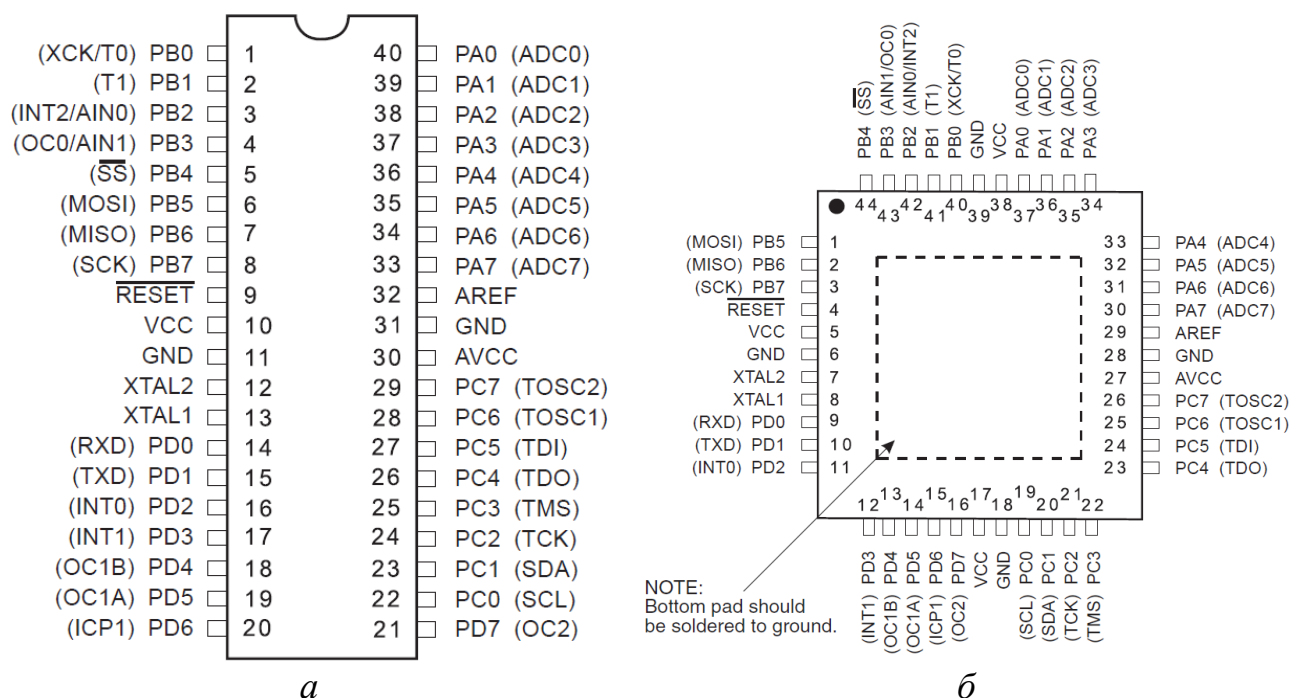 (XCK/T0) PB0 1 40 PA0 (ADC0)
(T1) PB1 2 39 PA1 (ADC1)
(INT2/AIN0) PB2 3 38 PA2 (ADC2)
(OC0/AIN1) PB3 4 37 PA3 (ADC3)
(SS) PB4 5 36 PA4 (ADC4)
(MOSI) PB5 6 35 PA5 (ADC5)
(MISO) PB6 7 34 PA6 (ADC6)
(SCK) PB7 8 33 PA7 (ADC7)
RESET 9 32 AREF
VCC 10 31 GND
GND 11 30 AVCC
XTAL2 12 29 PC7 (TOSC2)
XTAL1 13 28 PC6 (TOSC1)
(RXD) PD0 14 27 PC5 (TDI)
(TXD) PD1 15 26 PC4 (TDO)
(INT0) PD2 16 25 PC3 (TMS)
(INT1) PD3 17 24 PC2 (TCK)
(OC1B) PD4 18 23 PC1 (SDA)
(OC1A) PD5 19 22 PC0 (SCL)
(ICP1) PD6 20 21 PD7 (OC2)
а
PB4 (SS)
PB3 (AIN1/OC0)
PB2 (AIN0/INT2)
PB1 (T1)
PB0 (XCK/T0)
GND
VCC
PA0 (ADC0)
PA1 (ADC1)
PA2 (ADC2)
PA3 (ADC3)
44 43 42 41 40 39 38 37 36 35 34
(MOSI) PB5 1 33 PA4 (ADC4)
(MISO) PB6 2 32 PA5 (ADC5)
(SCK) PB7 3 31 PA6 (ADC6)
RESET 4 30 PA7 (ADC7)
VCC 5 29 AREF
GND 6 28 GND
XTAL2 7 27 AVCC
XTAL1 8 26 PC7 (TOSC2)
(RXD) PD0 9 25 PC6 (TOSC1)
(TXD) PD1 10 24 PC5 (TDI)
(INT0) PD2 11 23 PC4 (TDO)
12 13 14 15 16 17 18 19 20 21 22
(INT1) PD3
(OC1B) PD4
(OC1A) PD5
(ICP1) PD6
(OC2) PD7
VCC
GND
(SCL) PC0
(SDA) PC1
(TCK) PC2
(TMS) PC3
NOTE:
Bottom pad should
be soldered to ground.
б